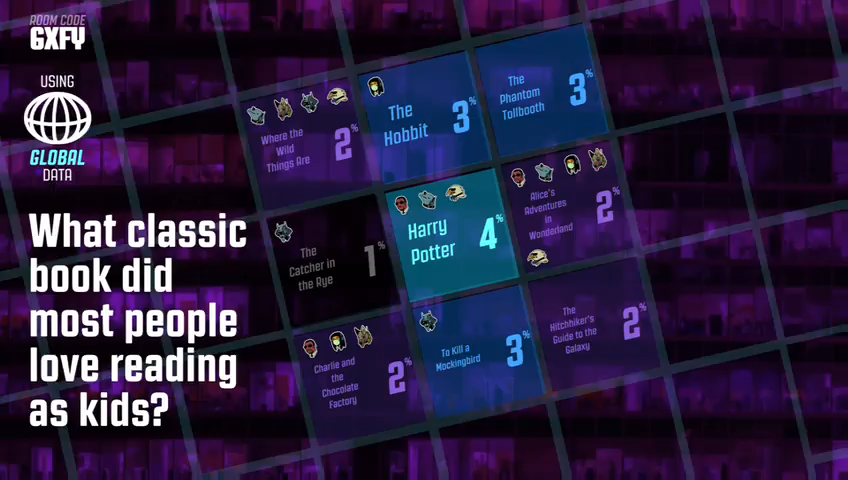 ROOM CODE
6XFY
USING
GLOBAL
DATA
What classic
book did
most people
love reading
as kids?
Where the
Wild
Things Are
2%
The
Hobbit
3%
The
Phantom
Tollbooth
3%
The
Catcher in
the Rye
1%
Harry
Potter
4%
Alice's
Adventures
in
Wonderland
2%
Charlie and
the
Chocolate
Factory
2%
To Kill a
Mockingbird
3%
The
Hitchhiker's
Guide to the
Galaxy
2%